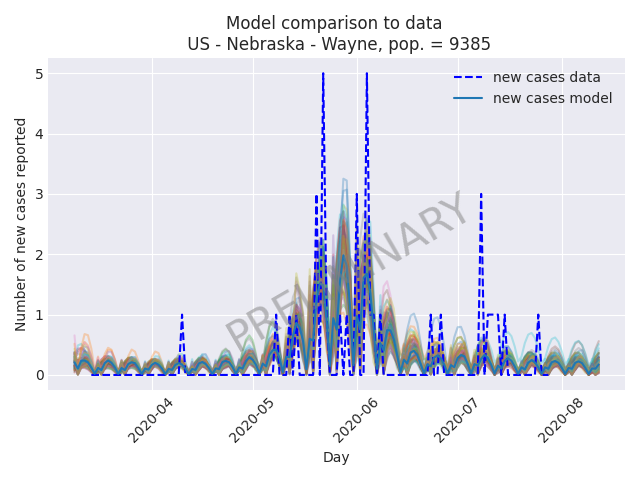 Model comparison to data
US - Nebraska - Wayne, pop. = 9385
Number of new cases reported
5
4
3
2
1
0
new cases data
new cases model
PRELIMINARY
2020-04
2020-05
2020-06
2020-07
2020-08
Day